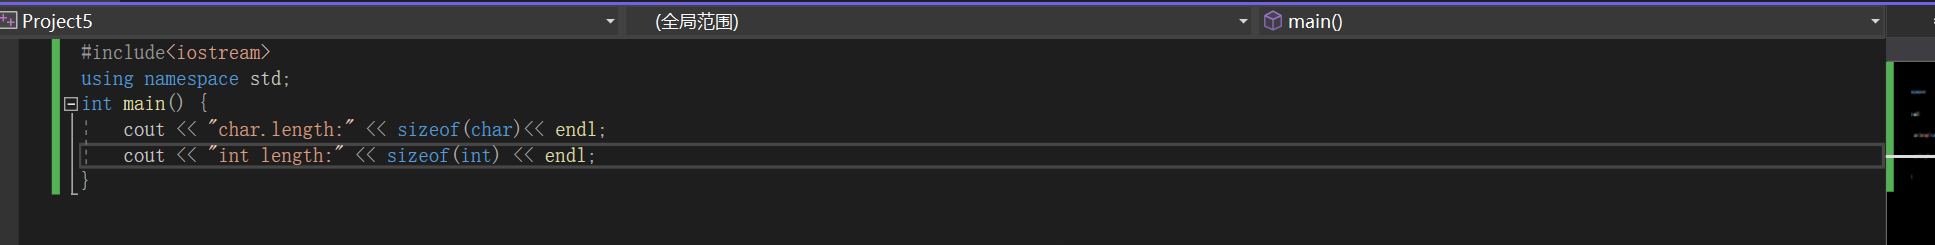 Project5 (全局范围) main()
#include<iostream>
using namespace std;
int main() {
cout << "char.length:" << sizeof(char)<< endl;
cout << "int length:" << sizeof(int) << endl;
}